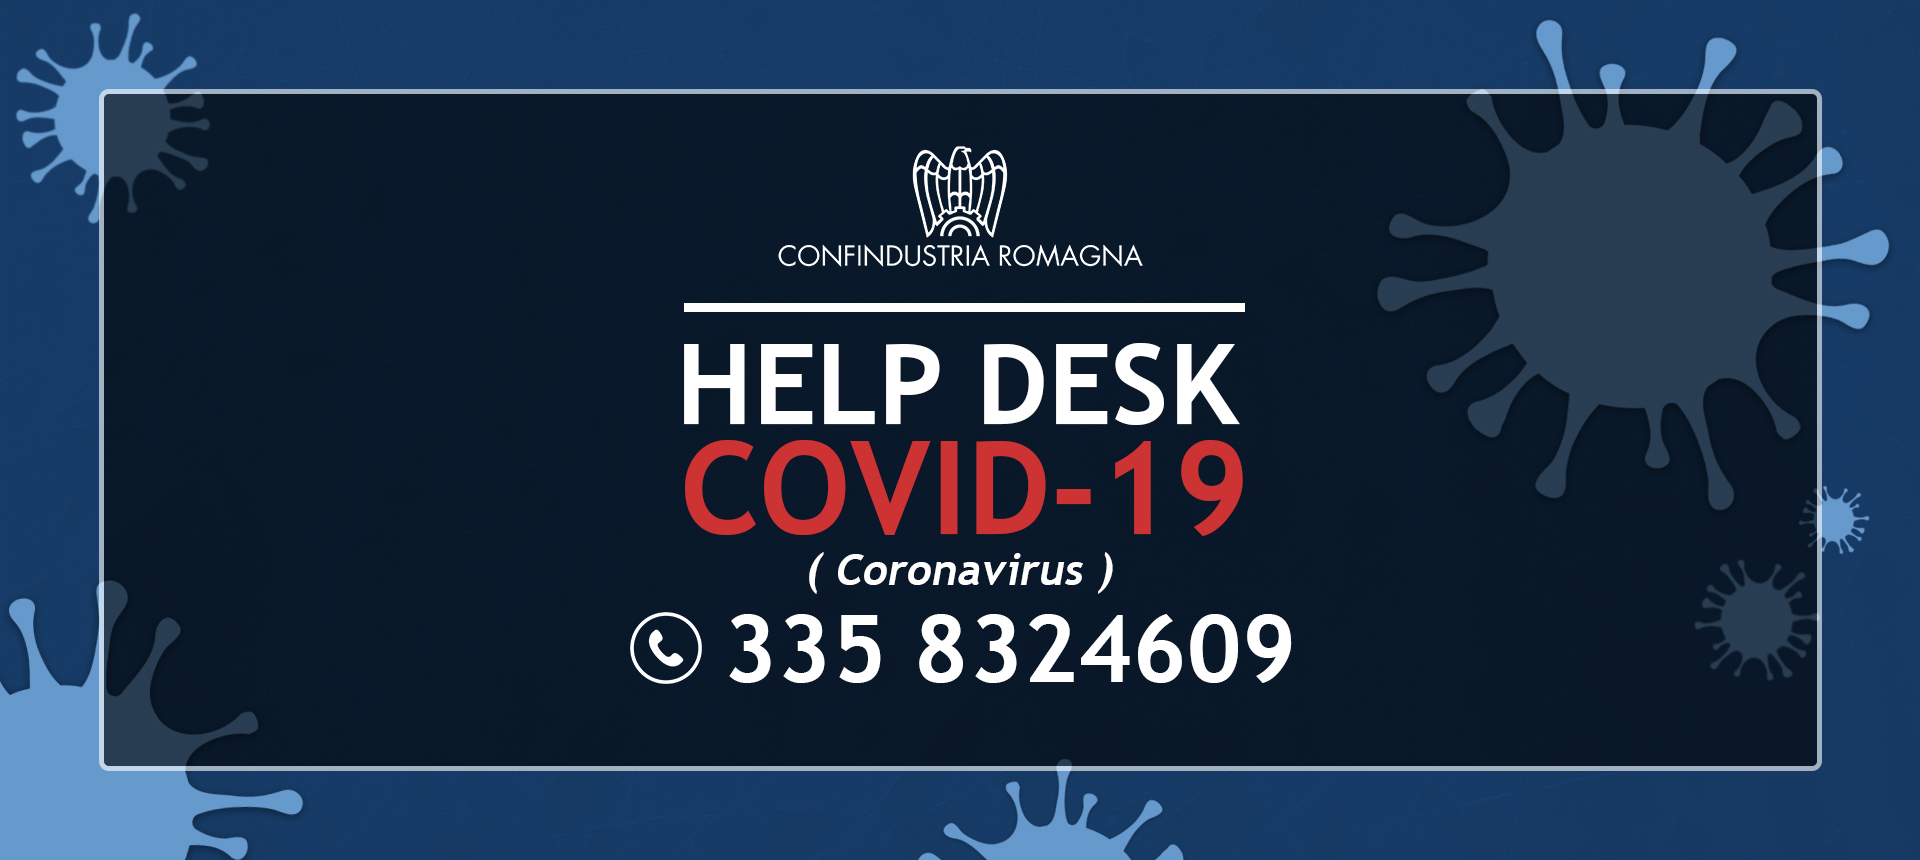 CONFINDUSTRIA ROMAGNA
HELP DESK
COVID-19
( Coronavirus )
335 8324609